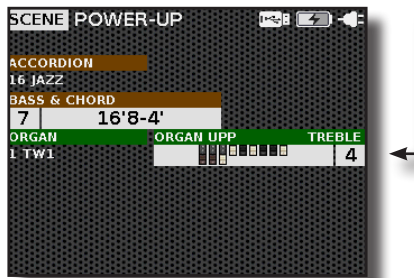 SCENE POWER-UP
ACCORDION
16 JAZZ
BASS & CHORD
7 16'8-4'
ORGAN ORGAN UPP TREBLE
1 TW1 4